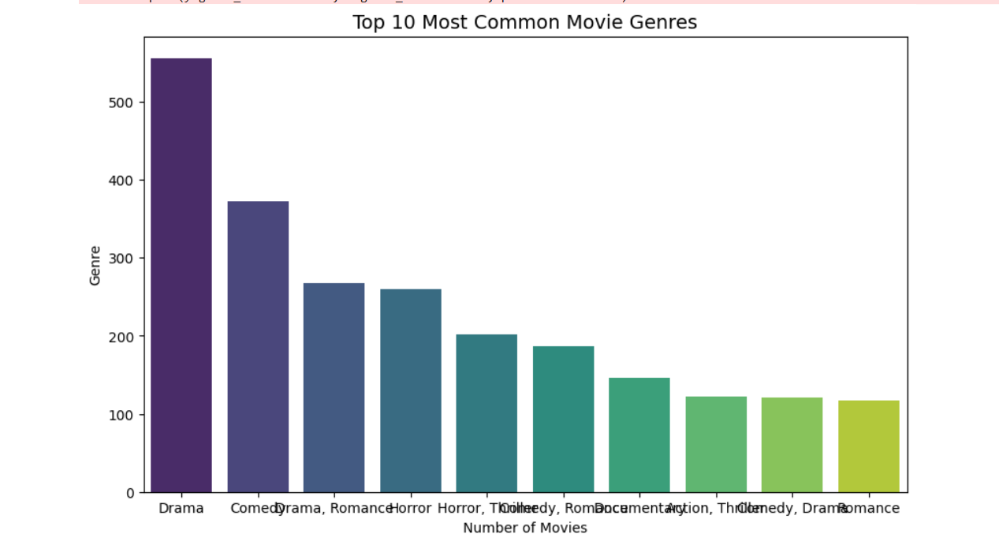 Top 10 Most Common Movie Genres
Genre
500
400
300
200
100
0
Drama Comedy Drama, Romance Horror Horror, Thriller Comedy, Romance Documentary Action, Thriller Comedy, Drama Romance
Number of Movies